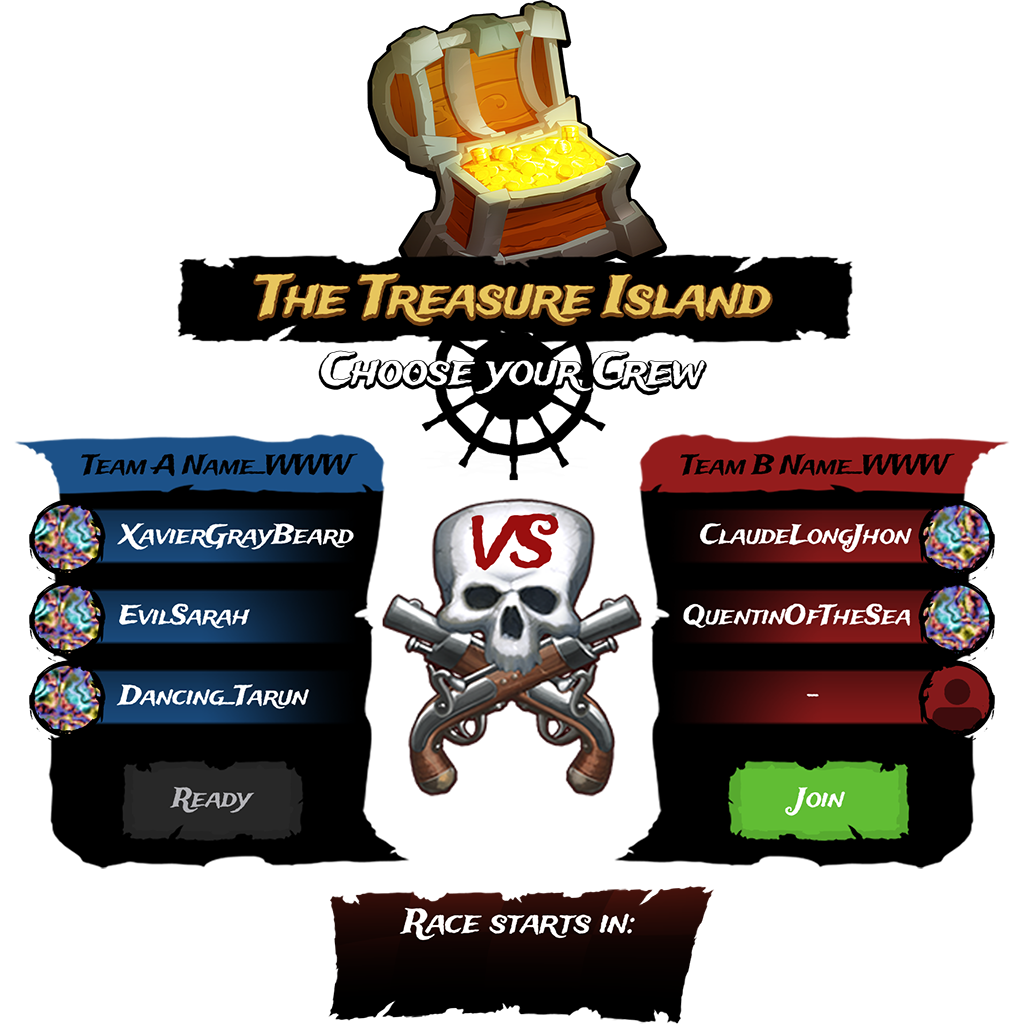 The Treasure Island
Choose your Crew
Team A Name_WWW
XavierGrayBeard
EvilSarah
Dancing_Tarun
Ready
VS
Team B Name_WWW
ClaudeLongJhon
QuentinOfTheSea
-
Join
Race starts in: